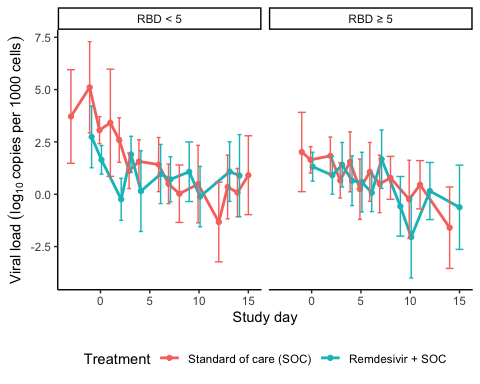 RBD < 5
RBD ≥ 5
Viral load (log10 copies per 1000 cells)
7.5
5.0
2.5
0.0
-2.5
0
5
10
15
0
5
10
15
Study day
Treatment
Standard of care (SOC)
Remdesivir + SOC